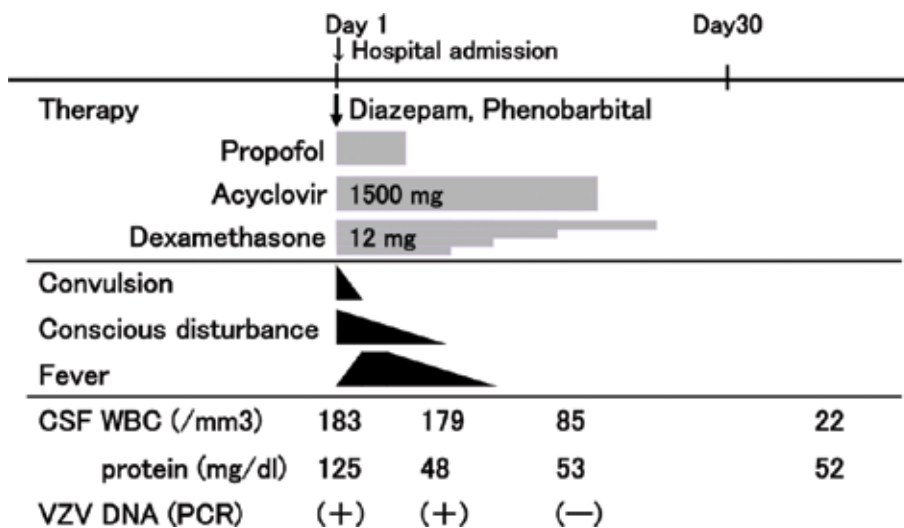 Day 1 Day30
↓ Hospital admission
Therapy ↓ Diazepam, Phenobarbital
Propofol
Acyclovir 1500 mg
Dexamethasone 12 mg
Convulsion
Conscious disturbance
Fever
CSF WBC (/mm3) 183 179 85 22
protein (mg/dl) 125 48 53 52
VZV DNA (PCR) (+) (+) (−)